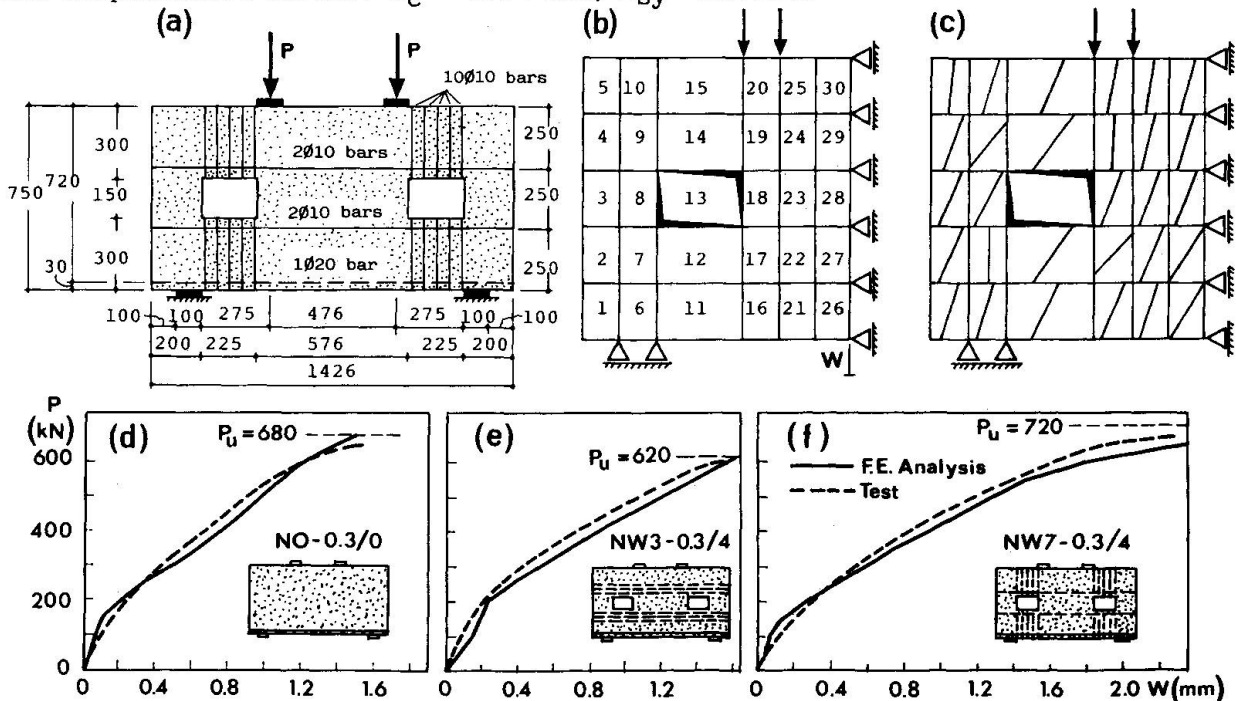 (a)
P
P
10Ø10 bars
2Ø10 bars
2Ø10 bars
1Ø20 bar
750
720
30
300
150
300
250
250
250
100
100
275
476
275
100
100
200
225
576
225
200
1426
(b)
5 10 15 20 25 30
4 9 14 19 24 29
3 8 13 18 23 28
2 7 12 17 22 27
1 6 11 16 21 26
W
(c)
P
(kN)
600
400
200
0
(d)
Pu = 680
NO-0.3/0
0 0.4 0.8 1.2 1.6
(e)
Pu = 620
NW3-0.3/4
0 0.4 0.8 1.2
(f)
Pu = 720
F.E. Analysis
Test
NW7-0.3/4
0 0.4 0.8 1.2 1.6 2.0 W(mm)